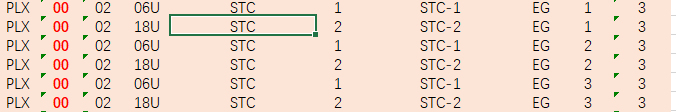 PLX 00 02 06U STC 1 STC-1 EG 1 3
PLX 00 02 18U STC 2 STC-2 EG 1 3
PLX 00 02 06U STC 1 STC-1 EG 2 3
PLX 00 02 18U STC 2 STC-2 EG 2 3
PLX 00 02 06U STC 1 STC-1 EG 3 3
PLX 00 02 18U STC 2 STC-2 EG 3 3